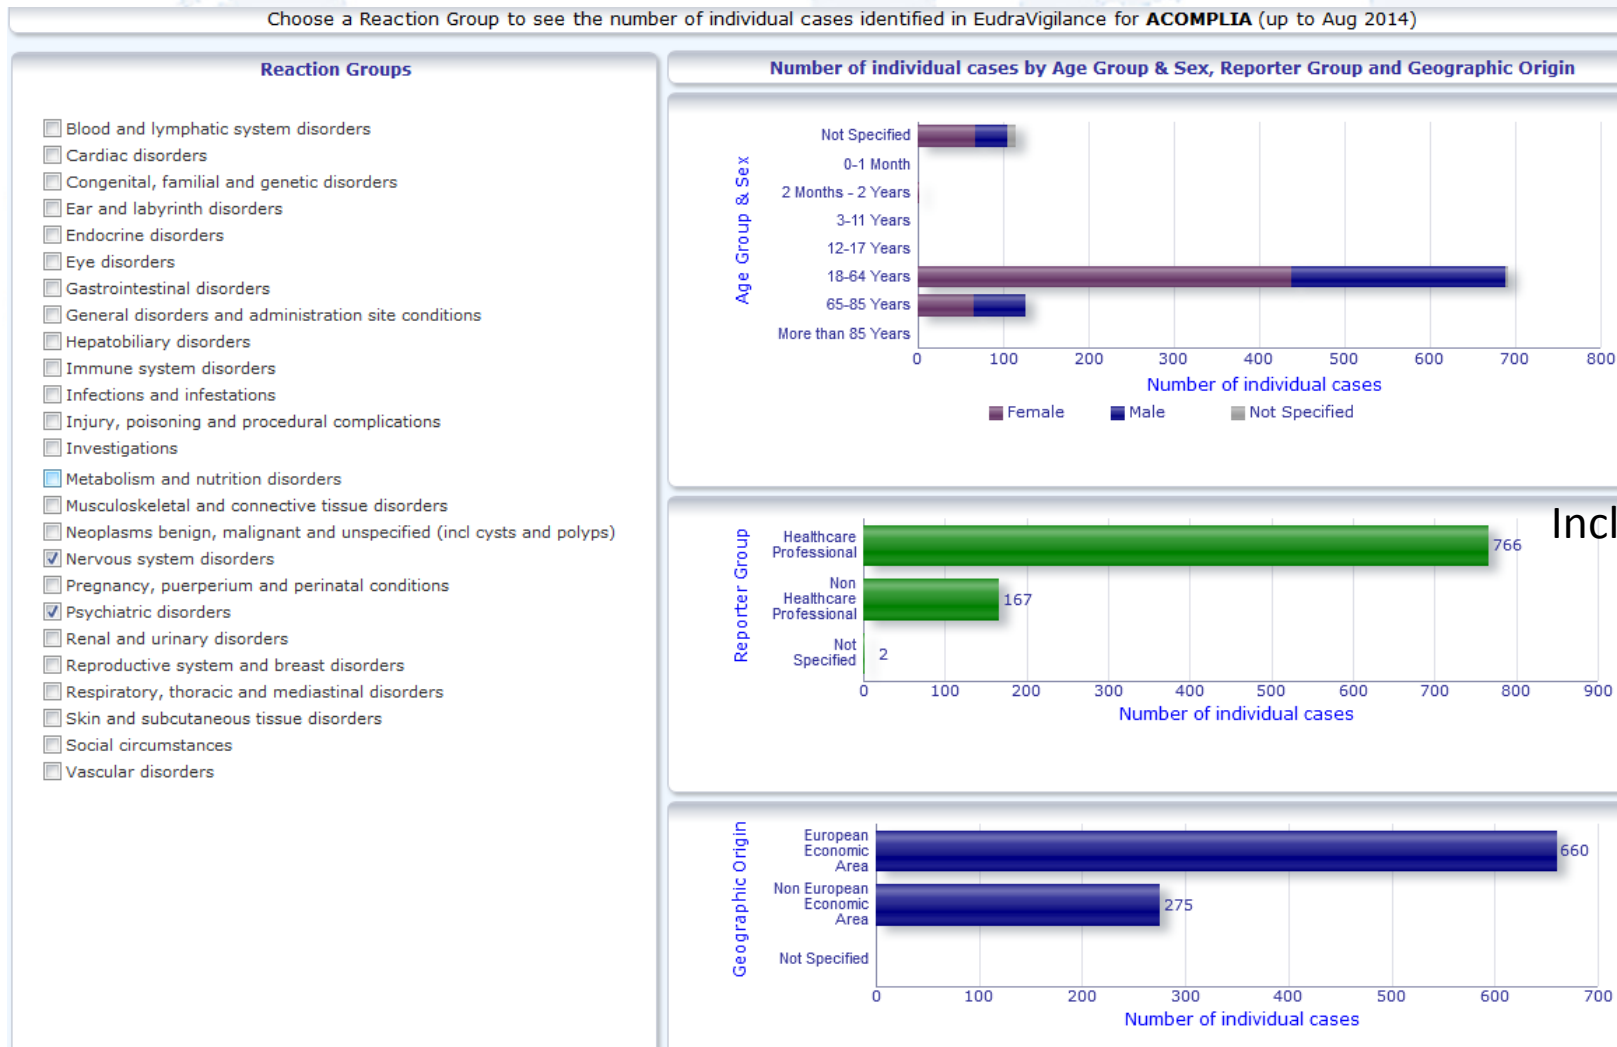 Choose a Reaction Group to see the number of individual cases identified in EudraVigilance for ACOMPLIA (up to Aug 2014)
Reaction Groups
Blood and lymphatic system disorders
Cardiac disorders
Congenital, familial and genetic disorders
Ear and labyrinth disorders
Endocrine disorders
Eye disorders
Gastrointestinal disorders
General disorders and administration site conditions
Hepatobiliary disorders
Immune system disorders
Infections and infestations
Injury, poisoning and procedural complications
Investigations
Metabolism and nutrition disorders
Musculoskeletal and connective tissue disorders
Neoplasms benign, malignant and unspecified (incl cysts and polyps)
Nervous system disorders
Pregnancy, puerperium and perinatal conditions
Psychiatric disorders
Renal and urinary disorders
Reproductive system and breast disorders
Respiratory, thoracic and mediastinal disorders
Skin and subcutaneous tissue disorders
Social circumstances
Vascular disorders
Number of individual cases by Age Group & Sex, Reporter Group and Geographic Origin
Age Group & Sex
Not Specified
0-1 Month
2 Months - 2 Years
3-11 Years
12-17 Years
18-64 Years
65-85 Years
More than 85 Years
0 100 200 300 400 500 600 700 800
Number of individual cases
Female Male Not Specified
Reporter Group
Healthcare
Professional
766
Incl
Non
Healthcare
Professional
167
Not
Specified
2
0 100 200 300 400 500 600 700 800 900
Number of individual cases
Geographic Origin
European
Economic
Area
660
Non European
Economic
Area
275
Not Specified
0 100 200 300 400 500 600 700
Number of individual cases